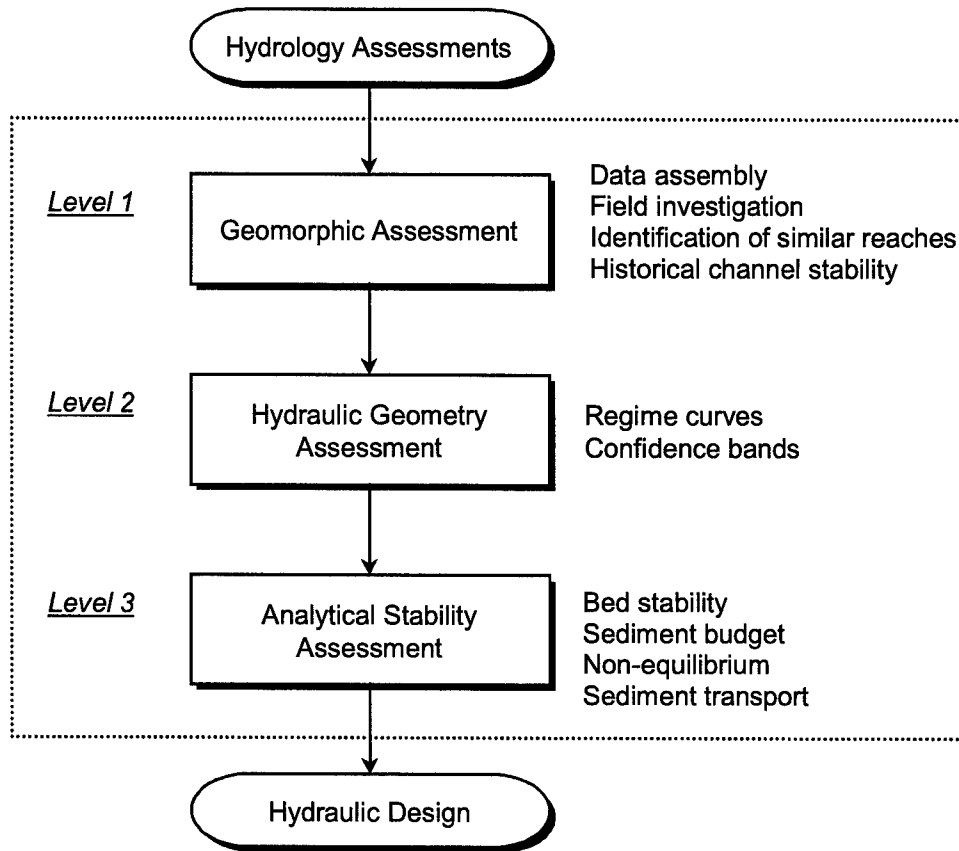 Hydrology Assessments
Level 1
Geomorphic Assessment
Data assembly
Field investigation
Identification of similar reaches
Historical channel stability
Level 2
Hydraulic Geometry
Assessment
Regime curves
Confidence bands
Level 3
Analytical Stability
Assessment
Bed stability
Sediment budget
Non-equilibrium
Sediment transport
Hydraulic Design